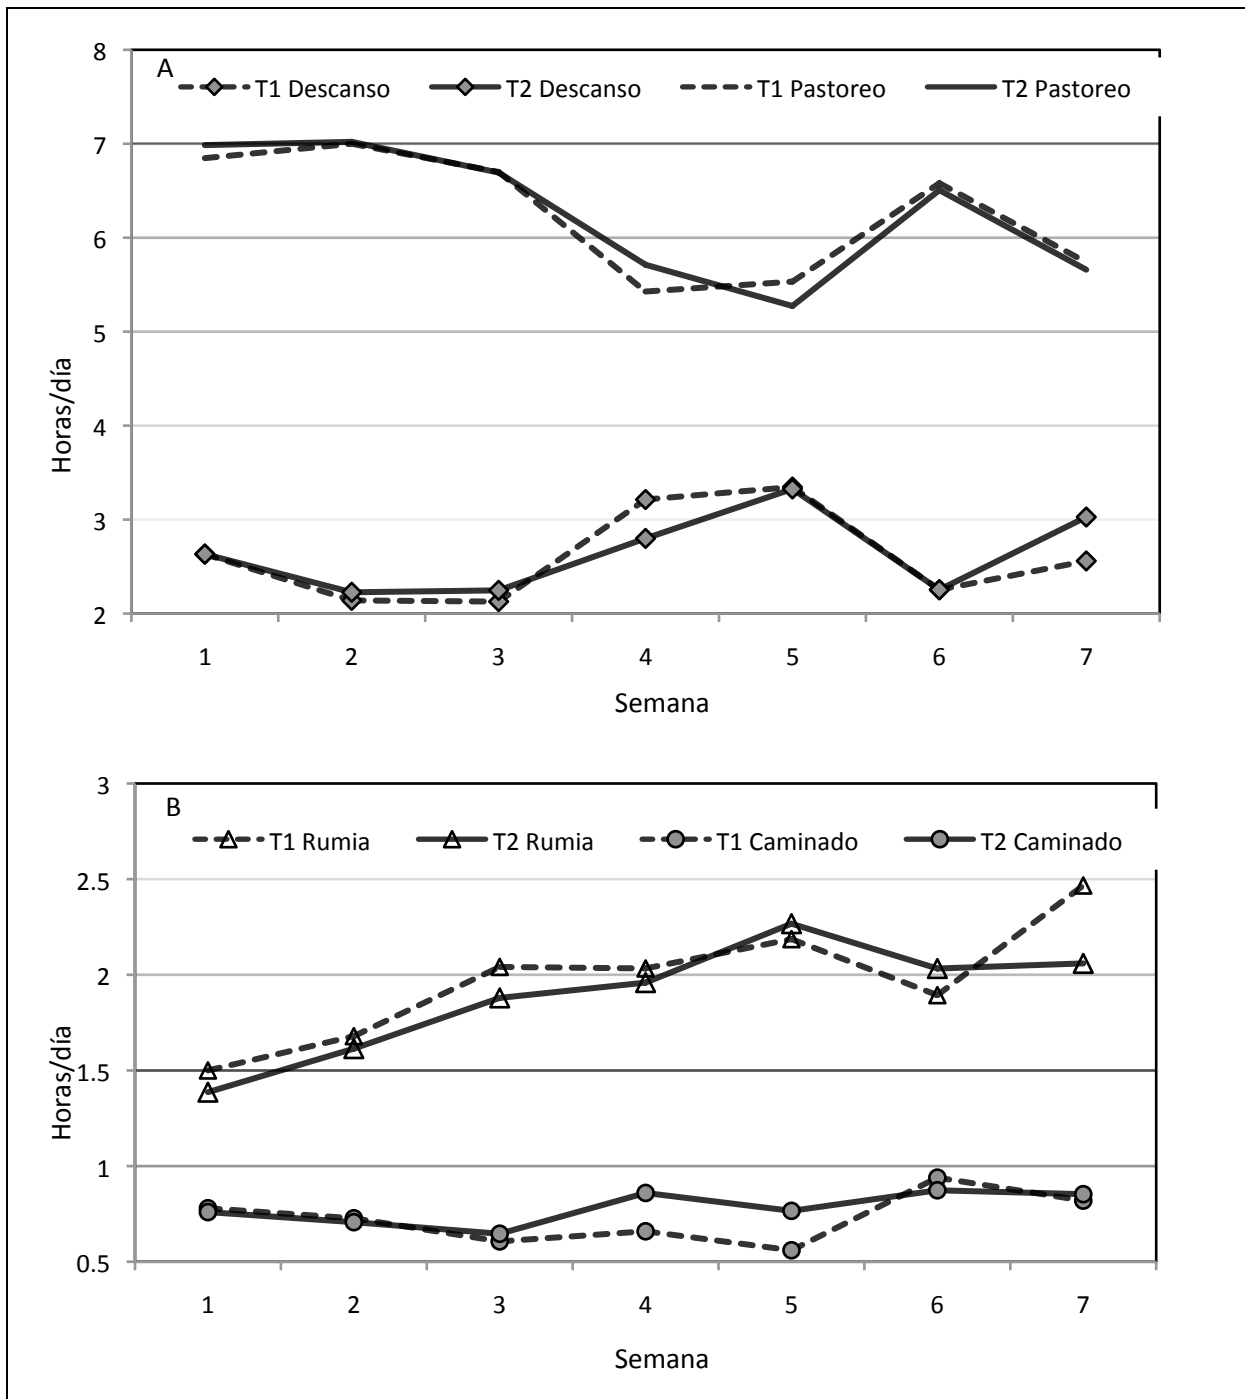 8
A
T1 Descanso T2 Descanso T1 Pastoreo T2 Pastoreo
7
6
5
4
3
2
Horas/día
1 2 3 4 5 6 7
Semana
3
B
T1 Rumia T2 Rumia T1 Caminado T2 Caminado
2.5
2
1.5
1
0.5
Horas/día
1 2 3 4 5 6 7
Semana